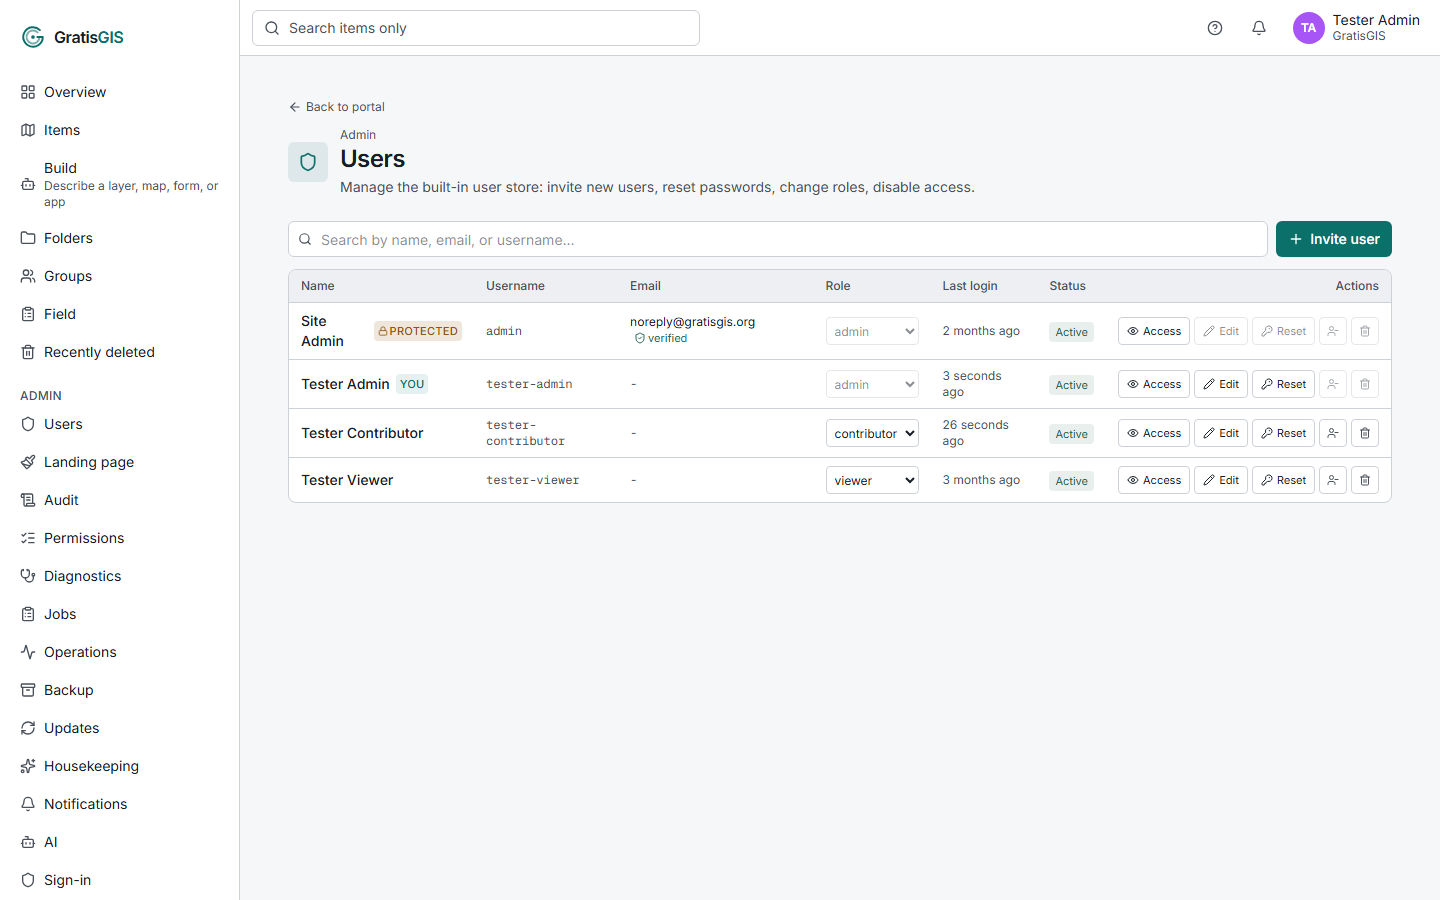 GratisGIS
Search items only
TA
Tester Admin
GratisGIS
Overview
Items
Build
Describe a layer, map, form, or
app
Folders
Groups
Field
Recently deleted
ADMIN
Users
Landing page
Audit
Permissions
Diagnostics
Jobs
Operations
Backup
Updates
Housekeeping
Notifications
AI
Sign-in
Back to portal
Admin
Users
Manage the built-in user store: invite new users, reset passwords, change roles, disable access.
Search by name, email, or username...
Invite user
Name Username Email Role Last login Status Actions
Site
Admin
PROTECTED
admin
noreply@gratisgis.org
verified
admin
2 months ago
Active
Access Edit Reset
Tester Admin YOU
tester-admin
-
admin
3 seconds
ago
Active
Access Edit Reset
Tester Contributor
tester-
contributor
-
contributor
26 seconds
ago
Active
Access Edit Reset
Tester Viewer
tester-viewer
-
viewer
3 months ago
Active
Access Edit Reset